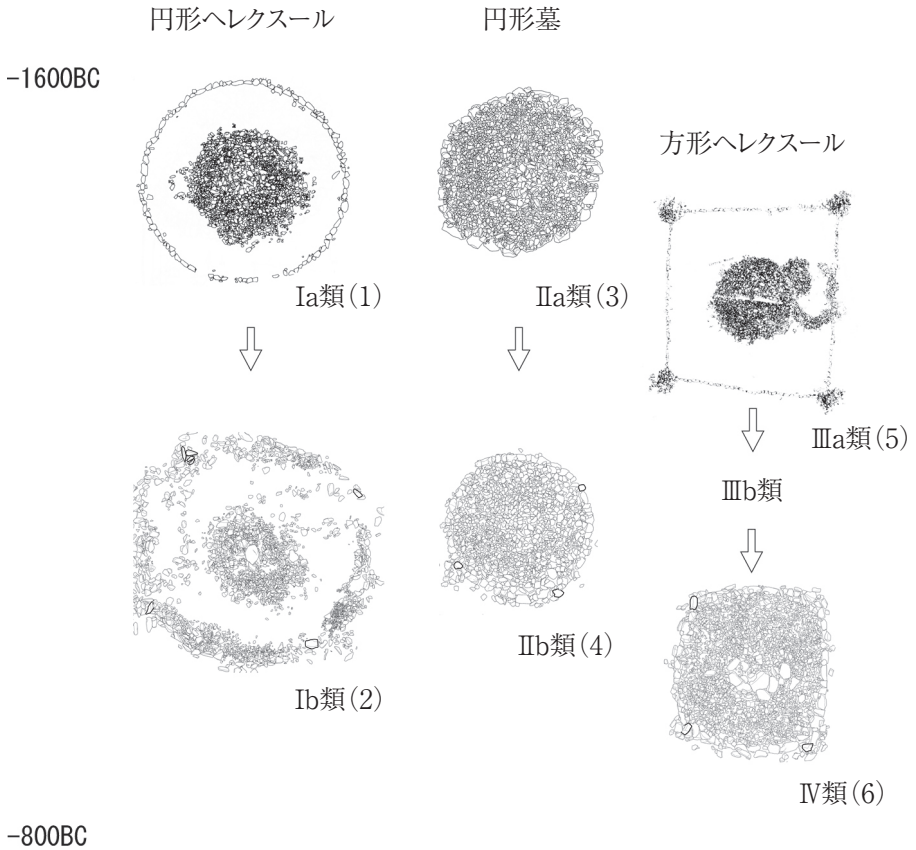 円形ヘレクスール
円形墓
-1600BC
方形ヘレクスール
Ⅰa類(1)
Ⅱa類(3)
Ⅲa類(5)
Ⅲb類
Ⅱb類(4)
Ⅰb類(2)
Ⅳ類(6)
-800BC